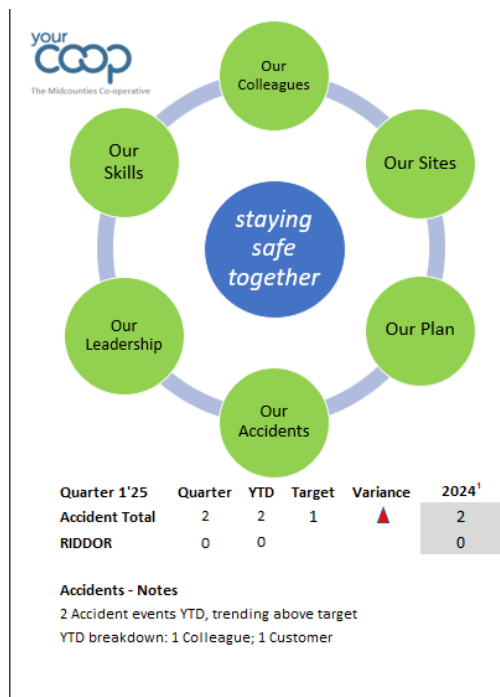 your
COOP
The Midcounties Co-operative
Our
Colleagues
Our
Skills
Our Sites
staying
safe
together
Our
Leadership
Our Plan
Our
Accidents
Quarter 1'25 Quarter YTD Target Variance 2024¹
Accident Total 2 2 1 2
RIDDOR 0 0 0
Accidents - Notes
2 Accident events YTD, trending above target
YTD breakdown: 1 Colleague; 1 Customer